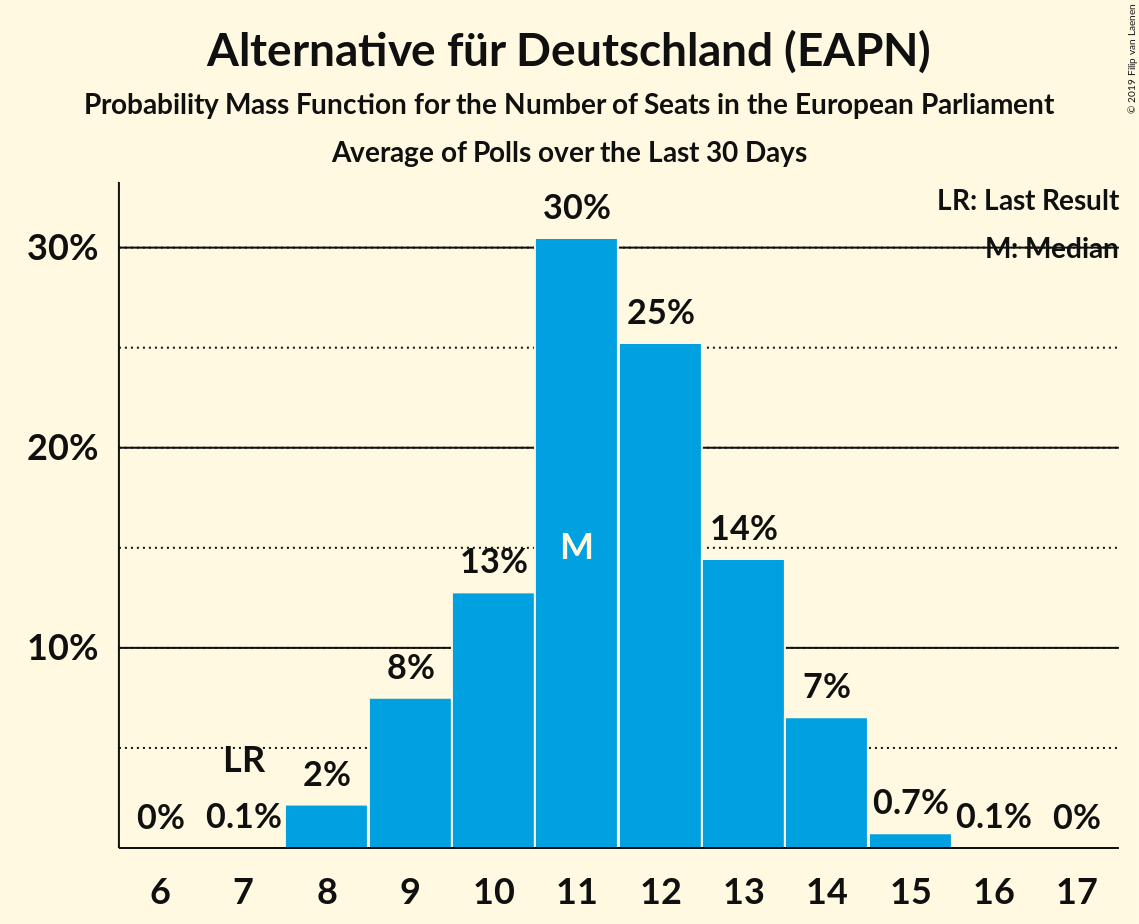 © 2019 Filip van Laenen
Alternative für Deutschland (EAPN)
Probability Mass Function for the Number of Seats in the European Parliament
Average of Polls over the Last 30 Days
LR: Last Result
M: Median
30%
20%
10%
0%
0.1%
LR
2%
8%
13%
30%
M
25%
14%
7%
0.7%
0.1%
0%
6 7 8 9 10 11 12 13 14 15 16 17